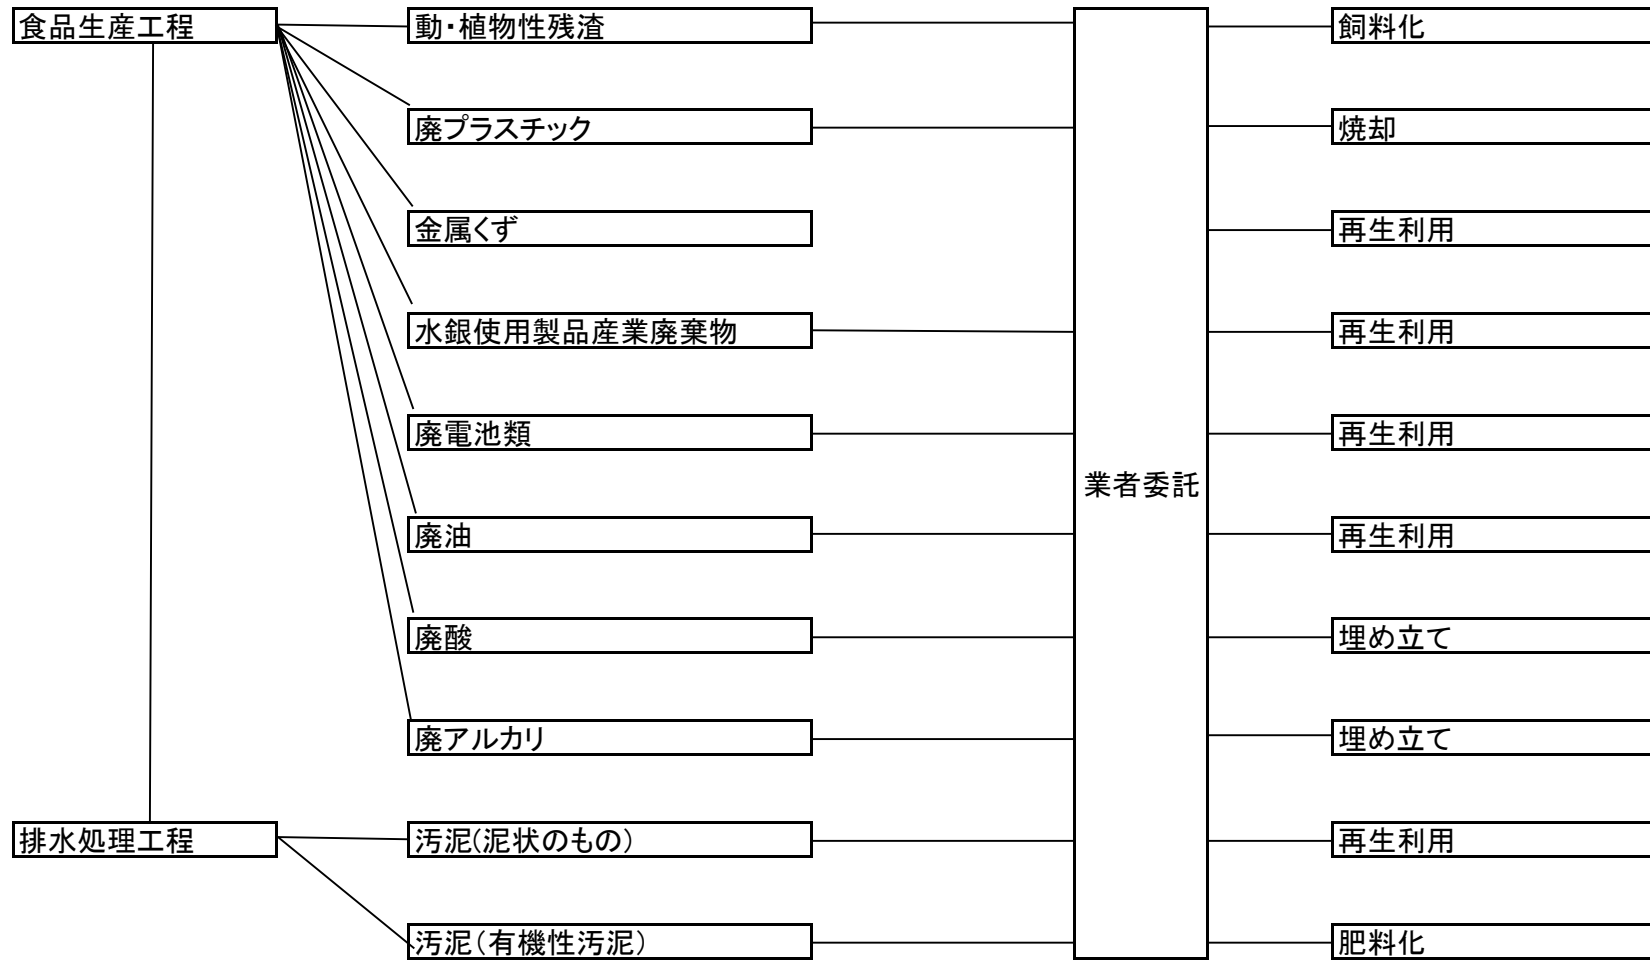 食品生産工程
動・植物性残渣
飼料化
廃プラスチック
焼却
金属くず
再生利用
水銀使用製品産業廃棄物
再生利用
廃電池類
再生利用
業者委託
廃油
再生利用
廃酸
埋め立て
廃アルカリ
埋め立て
排水処理工程
汚泥(泥状のもの)
再生利用
汚泥(有機性汚泥)
肥料化